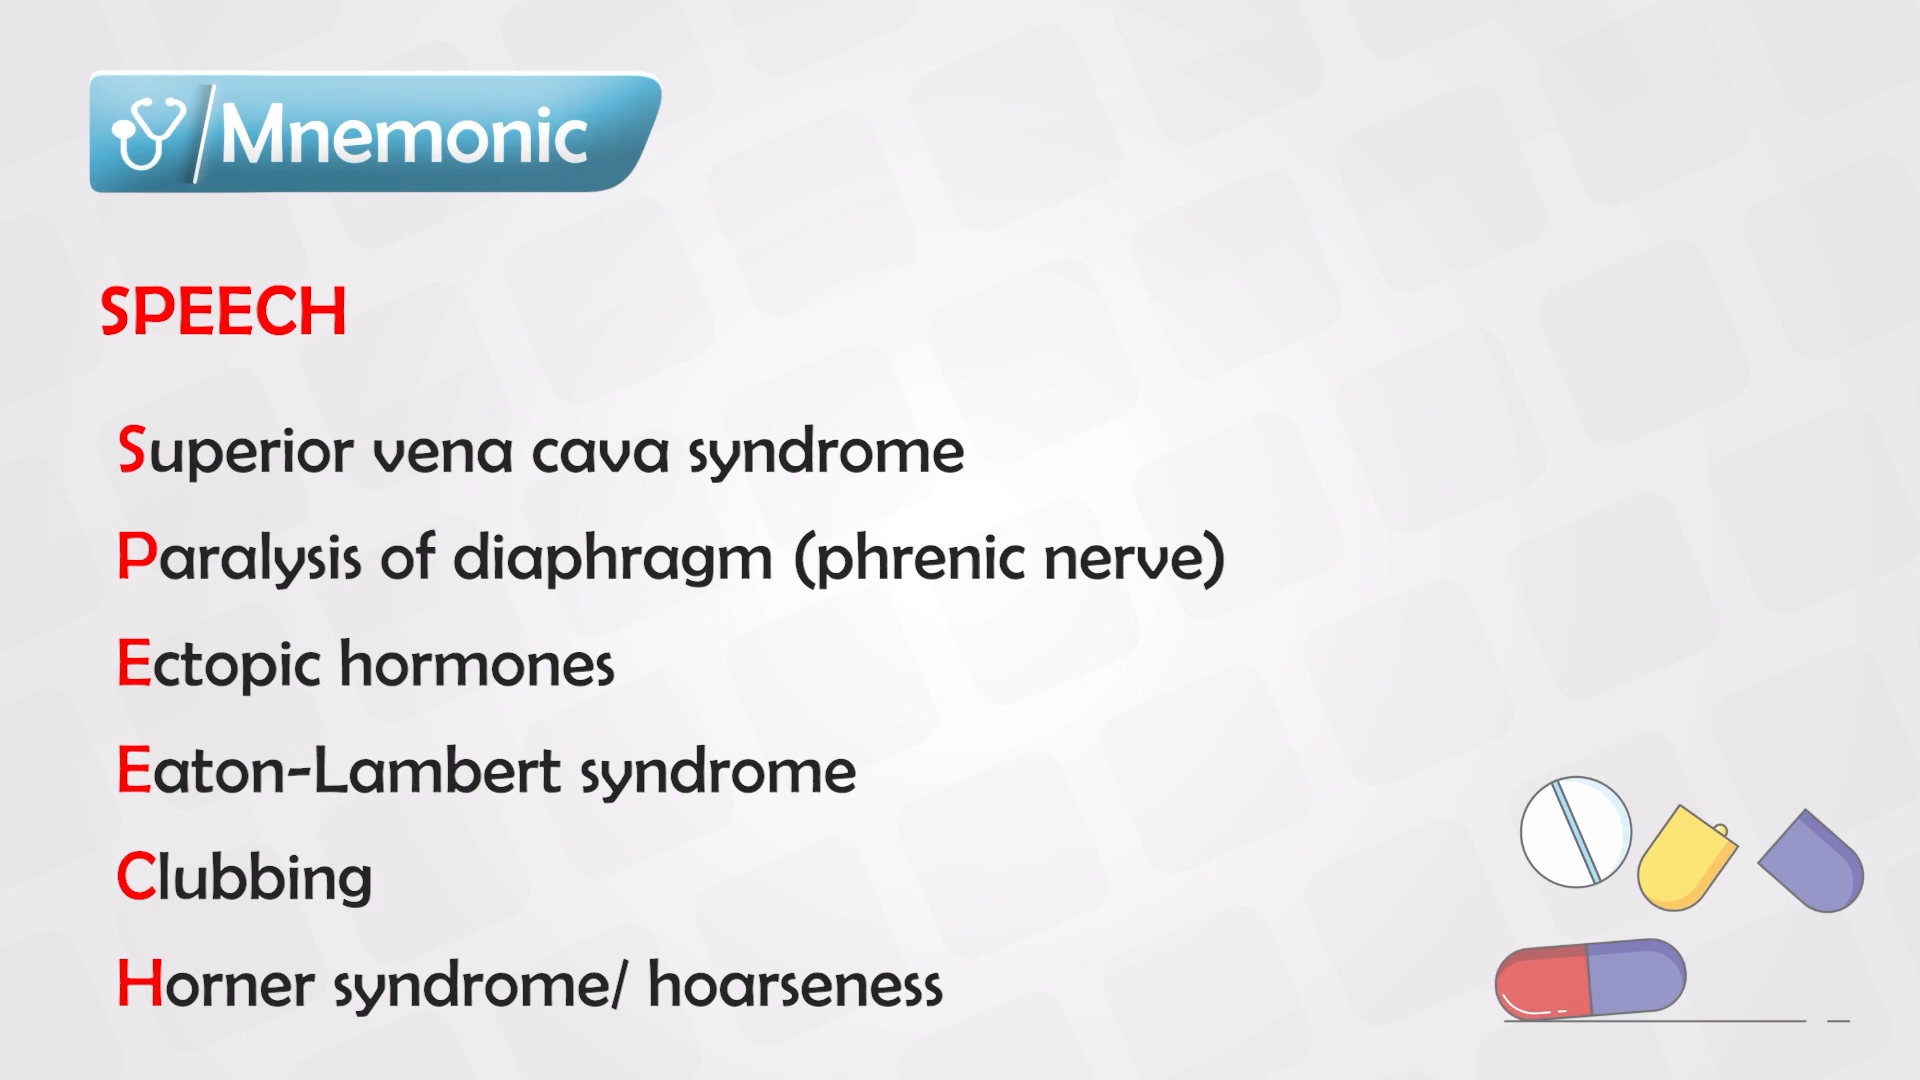 Mnemonic
SPEECH
Superior vena cava syndrome
Paralysis of diaphragm (phrenic nerve)
Ectopic hormones
Eaton-Lambert syndrome
Clubbing
Horner syndrome/ hoarseness